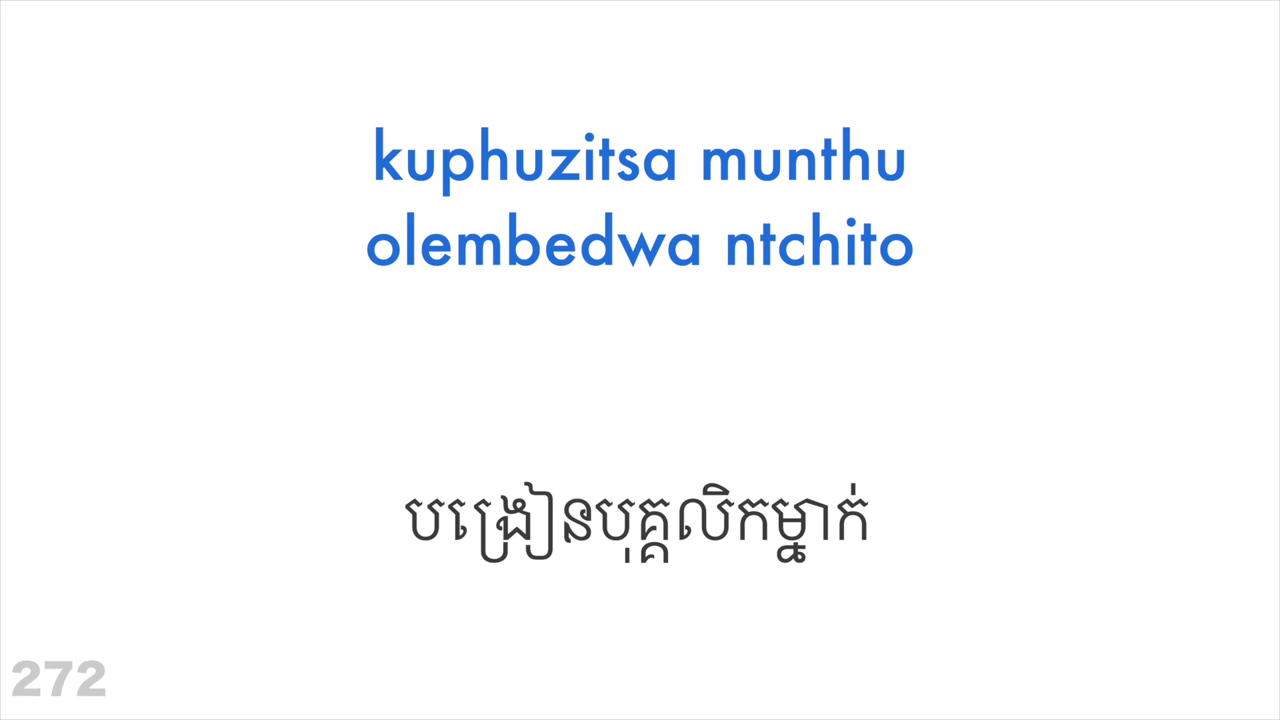 kuphuzitsa munthu
olembedwa ntchito
បង្រៀនបុគ្គលិកម្នាក់
272